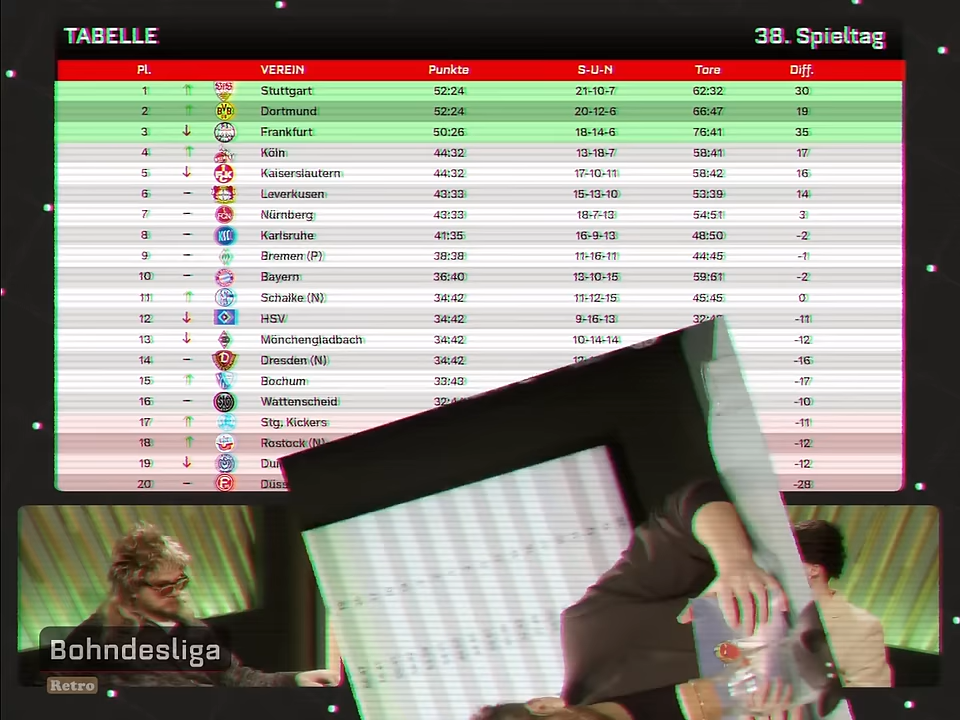 TABELLE 38. Spieltag
Pl. VEREIN Punkte S-U-N Tore Diff.
1 Stuttgart 52:24 21-10-7 62:32 30
2 Dortmund 52:24 20-12-6 66:47 19
3 Frankfurt 50:26 18-14-6 76:41 35
4 Köln 44:32 13-18-7 58:41 17
5 Kaiserslautern 44:32 17-10-11 58:42 16
6 - Leverkusen 43:33 15-13-10 53:39 14
7 - Nürnberg 43:33 18-7-13 54:51 3
8 - Karlsruhe 41:35 16-9-13 48:50 -2
9 - Bremen (P) 38:38 11-16-11 44:45 -1
10 - Bayern 36:40 13-10-15 59:61 -2
11 Schalke (N) 34:42 11-12-15 45:45 0
12 HSV 34:42 9-16-13 -11
13 Mönchengladbach 34:42 10-14-14 -12
14 - Dresden (N) 34:42 -16
15 Bochum 33:43 -17
16 - Wattenscheid -10
17 Stg. Kickers -11
18 Rostock (N) -12
19 -12
20 - -28
Bohndesliga
Retro